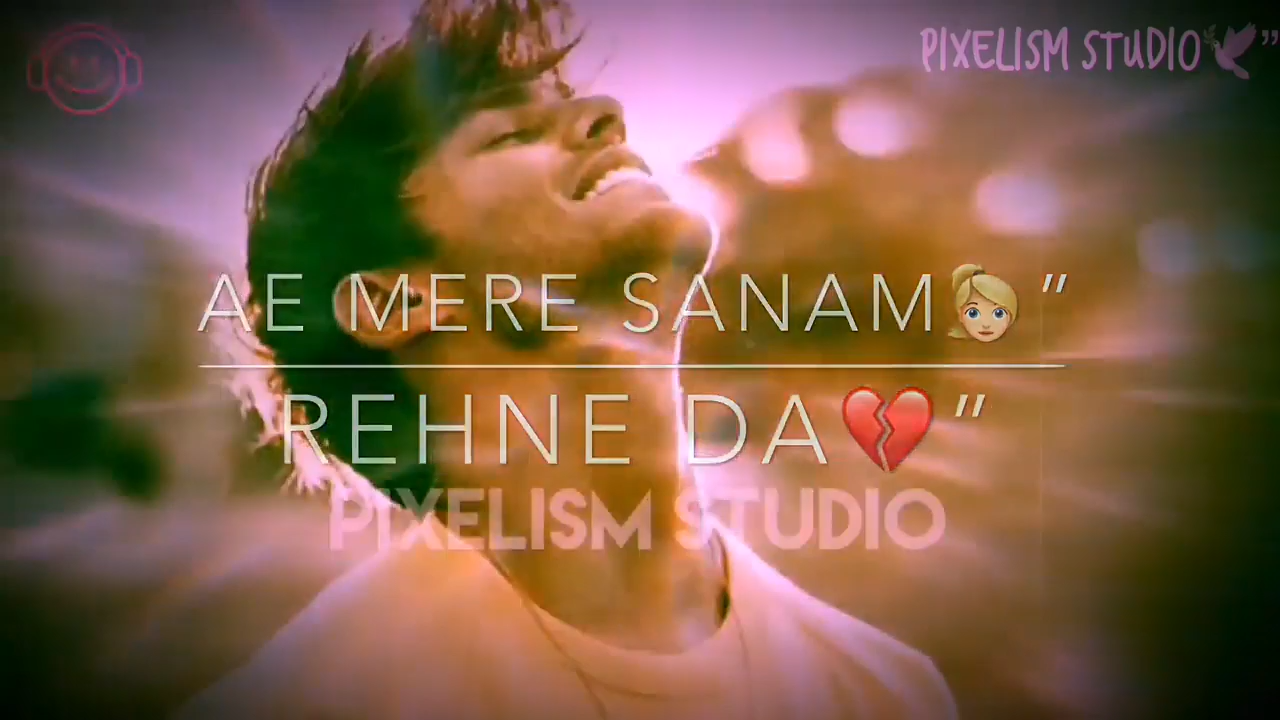 PIXELISM STUDIO🕊️”
AE MERE SANAM👱🏻‍♀️”
REHNE DA💔”
PIXELISM STUDIO